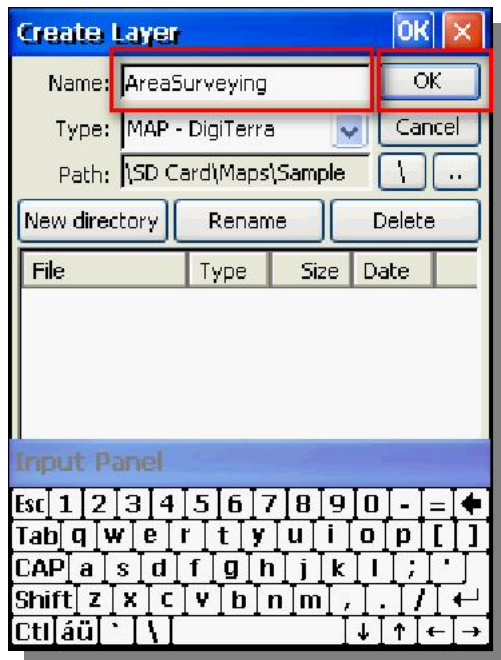 Create Layer OK
Name: AreaSurveying OK
Type: MAP - DigiTerra Cancel
Path: \SD Card\Maps\Sample \ ..
New directory Rename Delete
File Type Size Date
Input Panel
Esc 1 2 3 4 5 6 7 8 9 0 - =
Tab q w e r t y u i o p [ ]
CAP a s d f g h j k l ; '
Shift z x c v b n m , . /
Ctl áü ` \